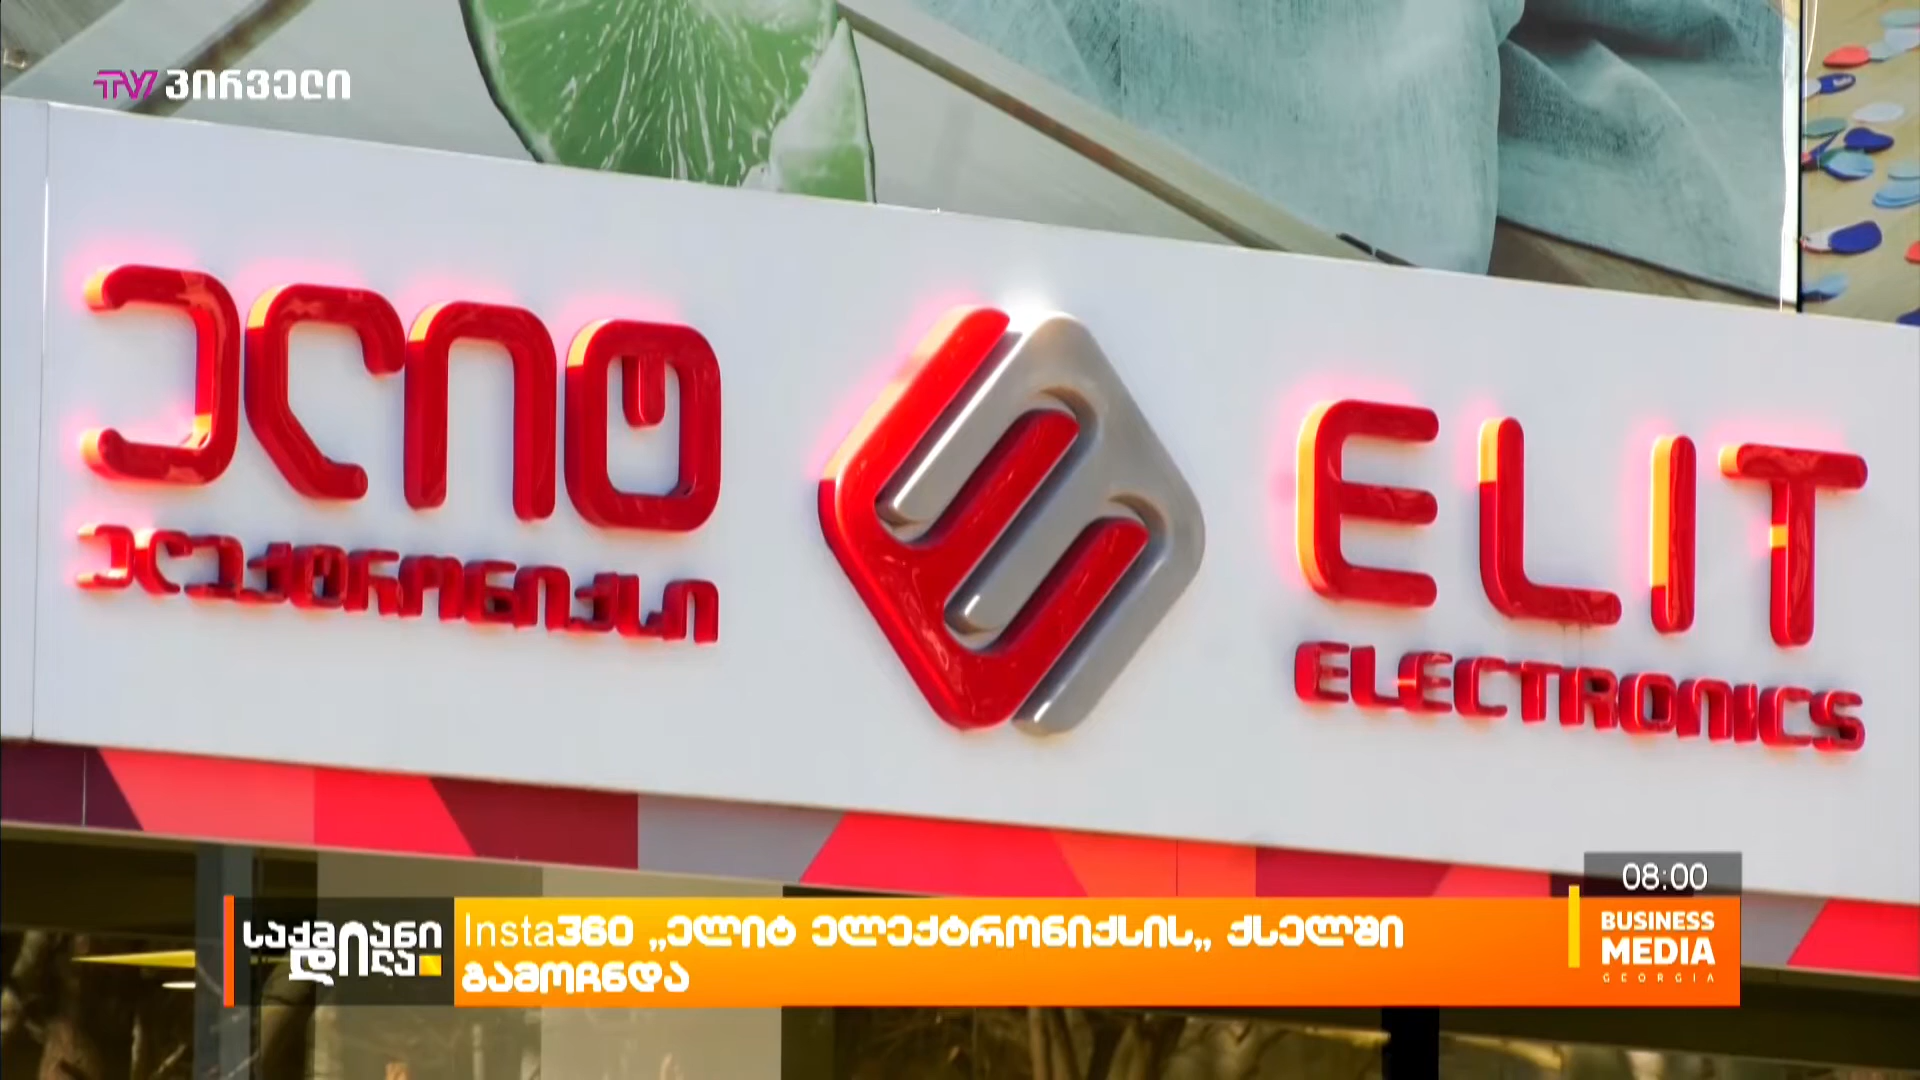 TV პირველი
ელიტ
ელექტრონიქსი
ELIT
ELECTRONICS
08:00
საქმიანი
დილა
Insta360 „ელიტ ელექტრონიქსის„ ქსელში
გამოჩნდა
BUSINESS
MEDIA
GEORGIA